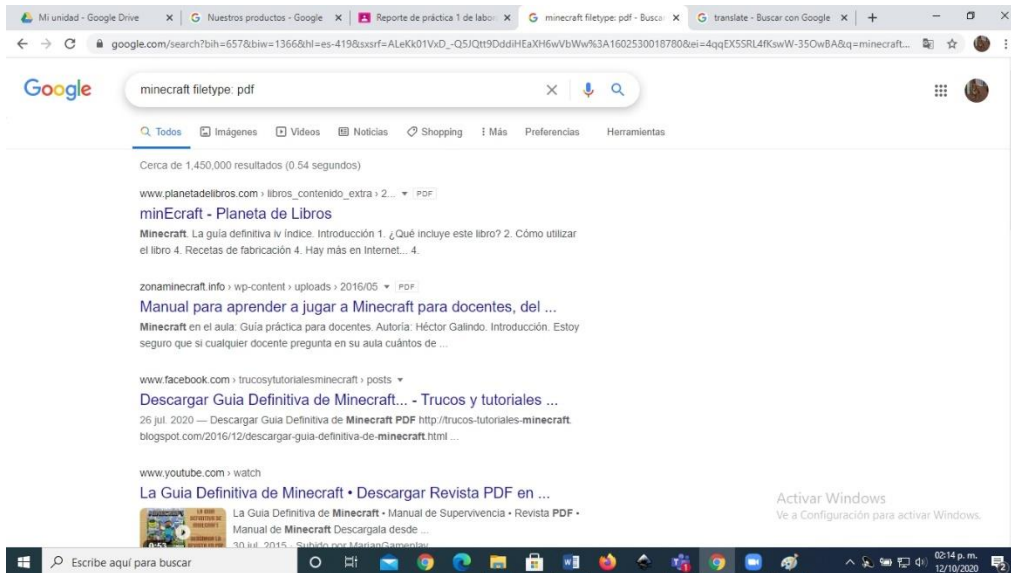 Mi unidad - Google Drive
Nuestros productos - Google
Reporte de práctica 1 de labor
minecraft filetype: pdf - Buscar
translate - Buscar con Google
google.com/search?bih=657&biw=1366&hl=es-419&sxsrf=
Google
minecraft filetype: pdf
Todos Imágenes Videos Noticias Shopping Más Preferencias Herramientas
Cerca de 1,450,000 resultados (0.54 segundos)
www.planetadelibros.com › libros_contenido_extra › 2... PDF
minEcraft - Planeta de Libros
Minecraft. La guía definitiva iv índice. Introducción 1. ¿Qué incluye este libro? 2. Cómo utilizar
el libro 4. Recetas de fabricación 4. Hay más en Internet... 4.
zonaminecraft.info › wp-content › uploads › 2016/05 PDF
Manual para aprender a jugar a Minecraft para docentes, del ...
Minecraft en el aula: Guía práctica para docentes. Autoría: Héctor Galindo. Introducción. Estoy
seguro que si cualquier docente pregunta en su aula cuántos de ...
www.facebook.com › trucosytutorialesminecraft › posts
Descargar Guia Definitiva de Minecraft... - Trucos y tutoriales ...
26 jul. 2020 — Descargar Guia Definitiva de Minecraft PDF http://trucos-tutoriales-minecraft.
blogspot.com/2016/12/descargar-guia-definitiva-de-minecraft.html ...
www.youtube.com › watch
La Guia Definitiva de Minecraft • Descargar Revista PDF en ...
La Guia Definitiva de Minecraft • Manual de Supervivencia • Revista PDF •
Manual de Minecraft Descargala desde ...
0:53
30 jul. 2015 - Subido por MarianGameplay
Activar Windows
Ve a Configuración para activar Windows.
Escribe aquí para buscar
02:14 p. m.
12/10/2020